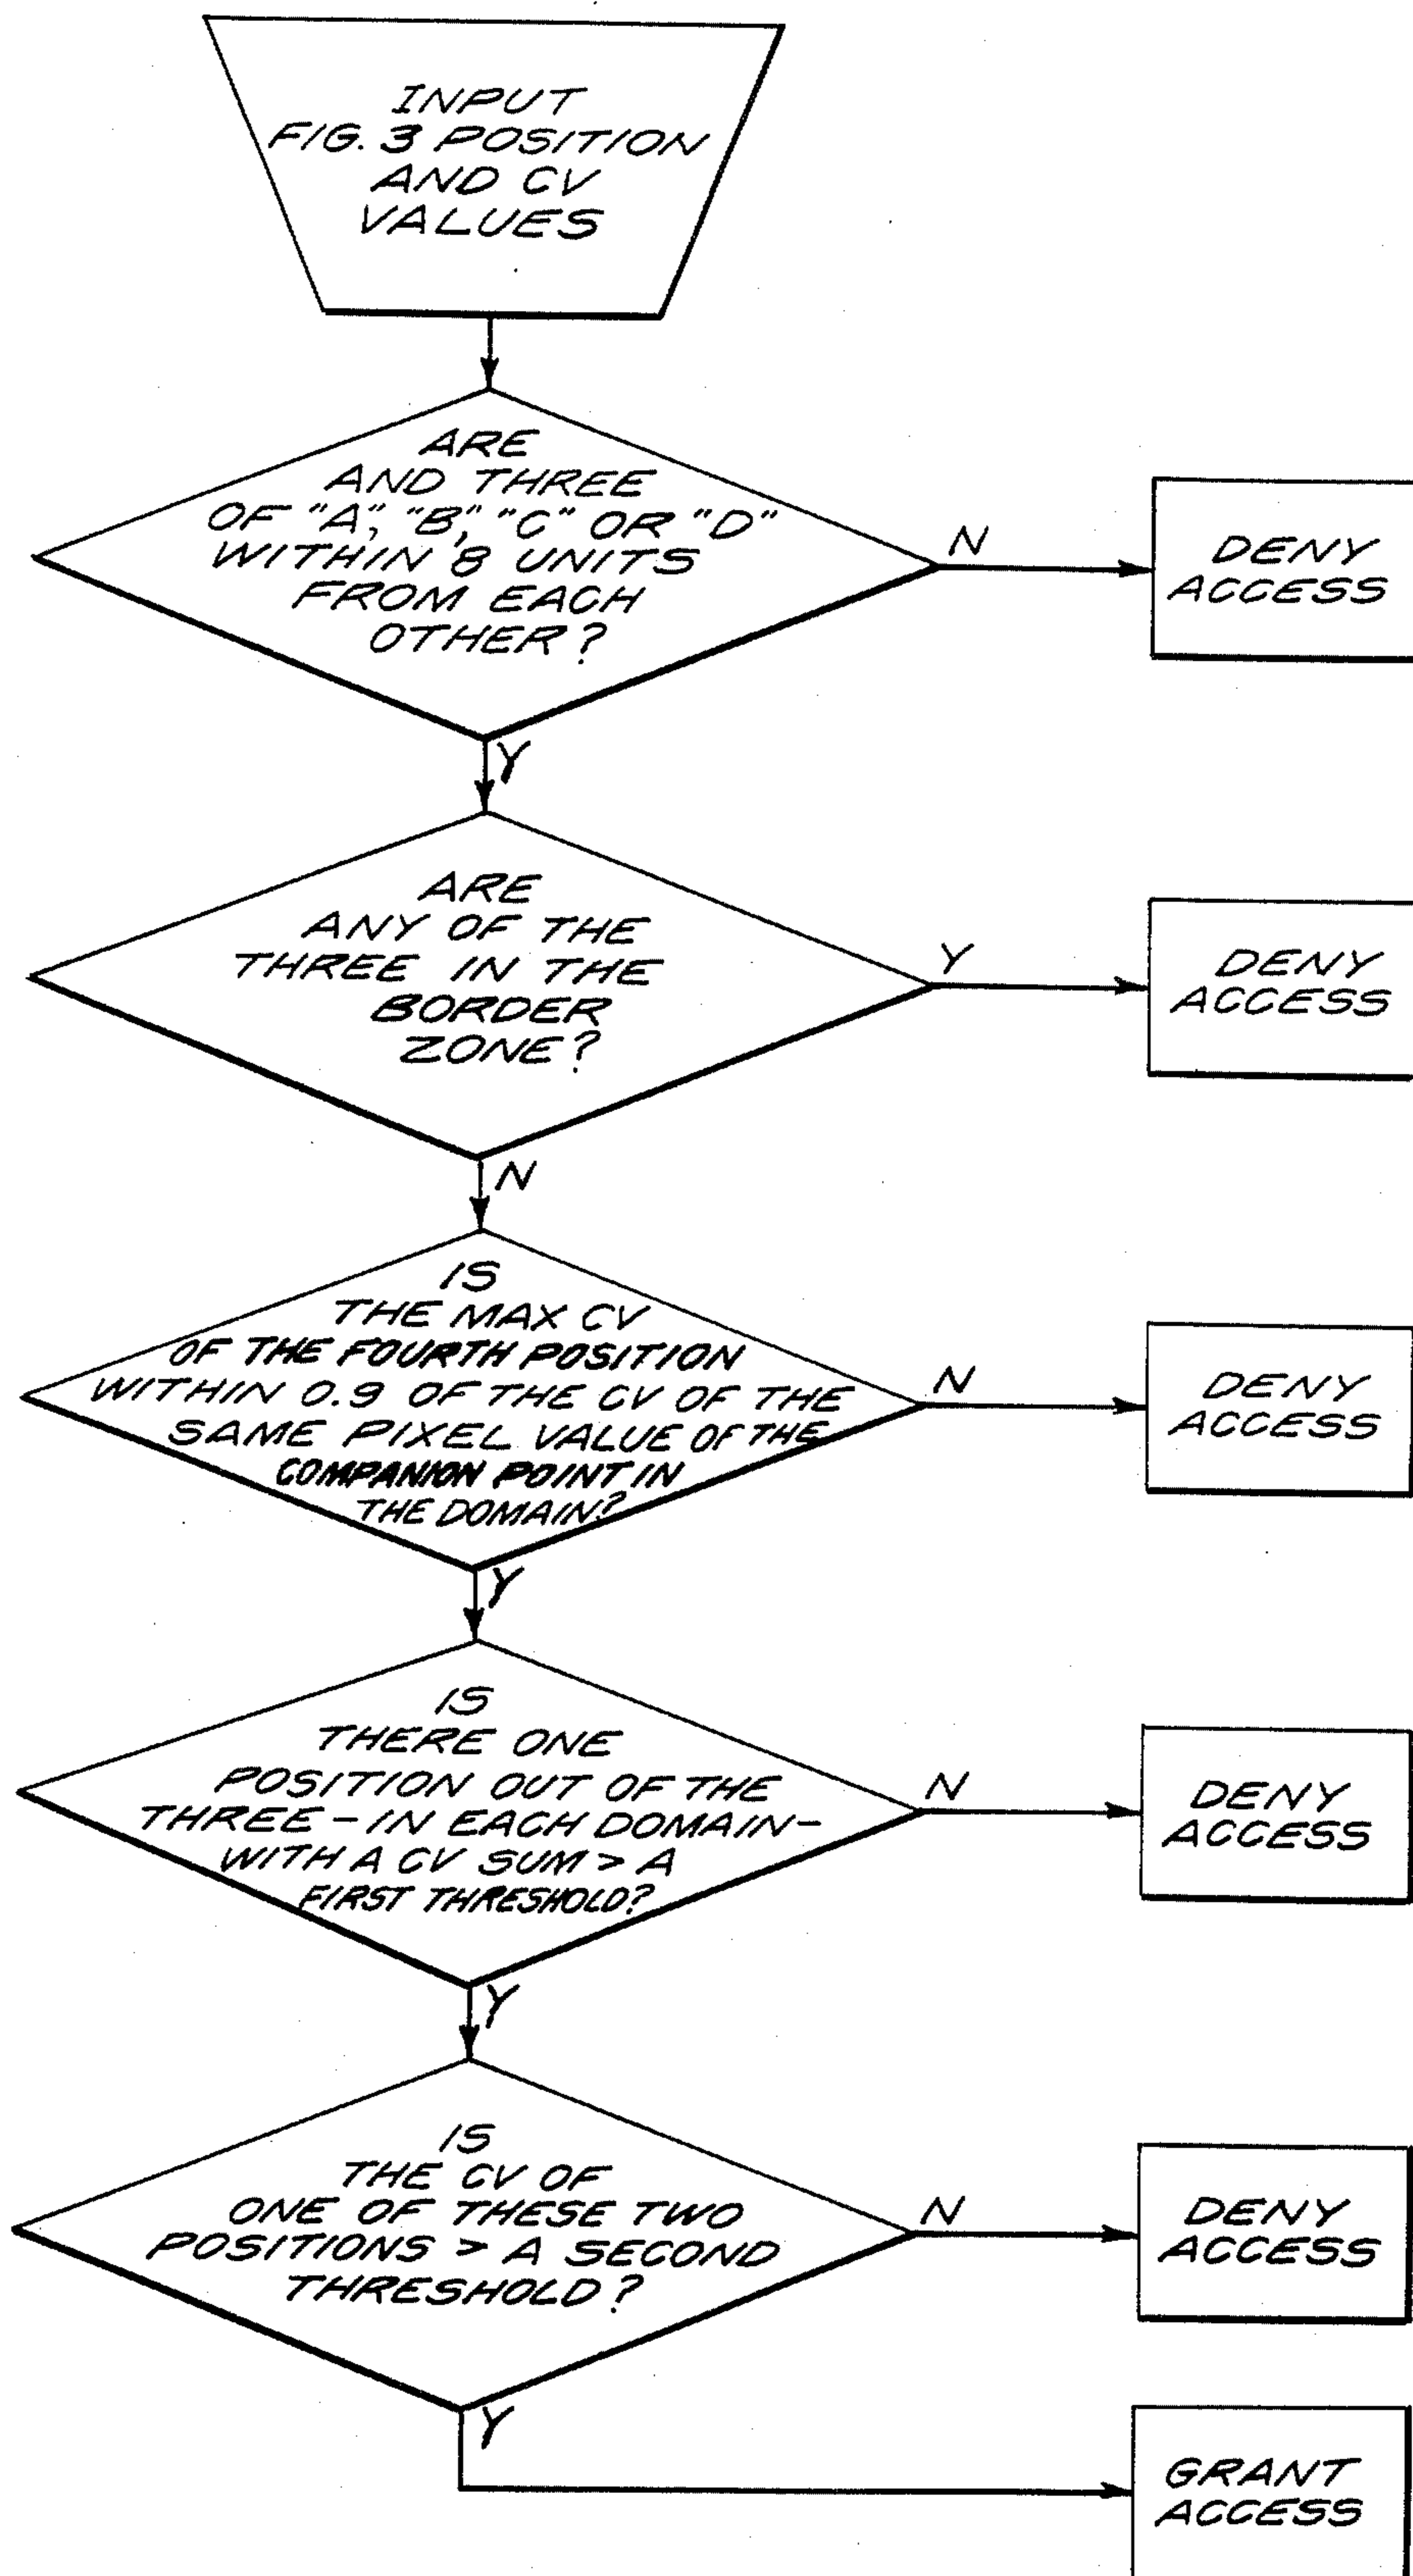 INPUT
FIG. 3 POSITION
AND CV
VALUES
ARE
AND THREE
OF "A", "B", "C" OR "D"
WITHIN 8 UNITS
FROM EACH
OTHER?
N
DENY
ACCESS
Y
ARE
ANY OF THE
THREE IN THE
BORDER
ZONE?
Y
DENY
ACCESS
N
IS
THE MAX CV
OF THE FOURTH POSITION
WITHIN 0.9 OF THE CV OF THE
SAME PIXEL VALUE OF THE
COMPANION POINT IN
THE DOMAIN?
N
DENY
ACCESS
Y
IS
THERE ONE
POSITION OUT OF THE
THREE - IN EACH DOMAIN -
WITH A CV SUM > A
FIRST THRESHOLD?
N
DENY
ACCESS
Y
IS
THE CV OF
ONE OF THESE TWO
POSITIONS > A SECOND
THRESHOLD?
N
DENY
ACCESS
Y
GRANT
ACCESS